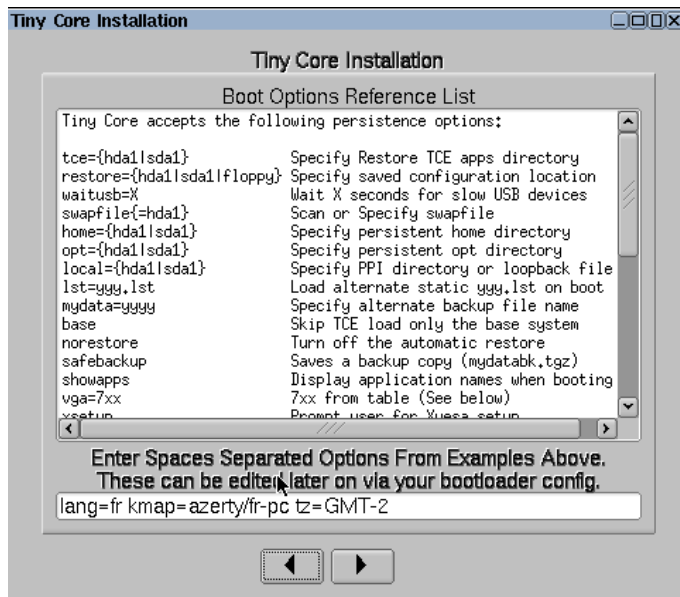 Tiny Core Installation
Tiny Core Installation
Boot Options Reference List
Tiny Core accepts the following persistence options:
tce={hda1|sda1} Specify Restore TCE apps directory
restore={hda1|sda1|floppy} Specify saved configuration location
waitusb=X Wait X seconds for slow USB devices
swapfile{=hda1} Scan or Specify swapfile
home={hda1|sda1} Specify persistent home directory
opt={hda1|sda1} Specify persistent opt directory
local={hda1|sda1} Specify PPI directory or loopback file
lst=yyy.lst Load alternate static yyy.lst on boot
mydata=yyyy Specify alternate backup file name
base Skip TCE load only the base system
norestore Turn off the automatic restore
safebackup Saves a backup copy (mydatabk.tgz)
showapps Display application names when booting
vga=7xx 7xx from table (See below)
xsetup Prompt user for Xvesa setup
Enter Spaces Separated Options From Examples Above.
These can be edited later on via your bootloader config.
lang=fr kmap=azerty/fr-pc tz=GMT-2